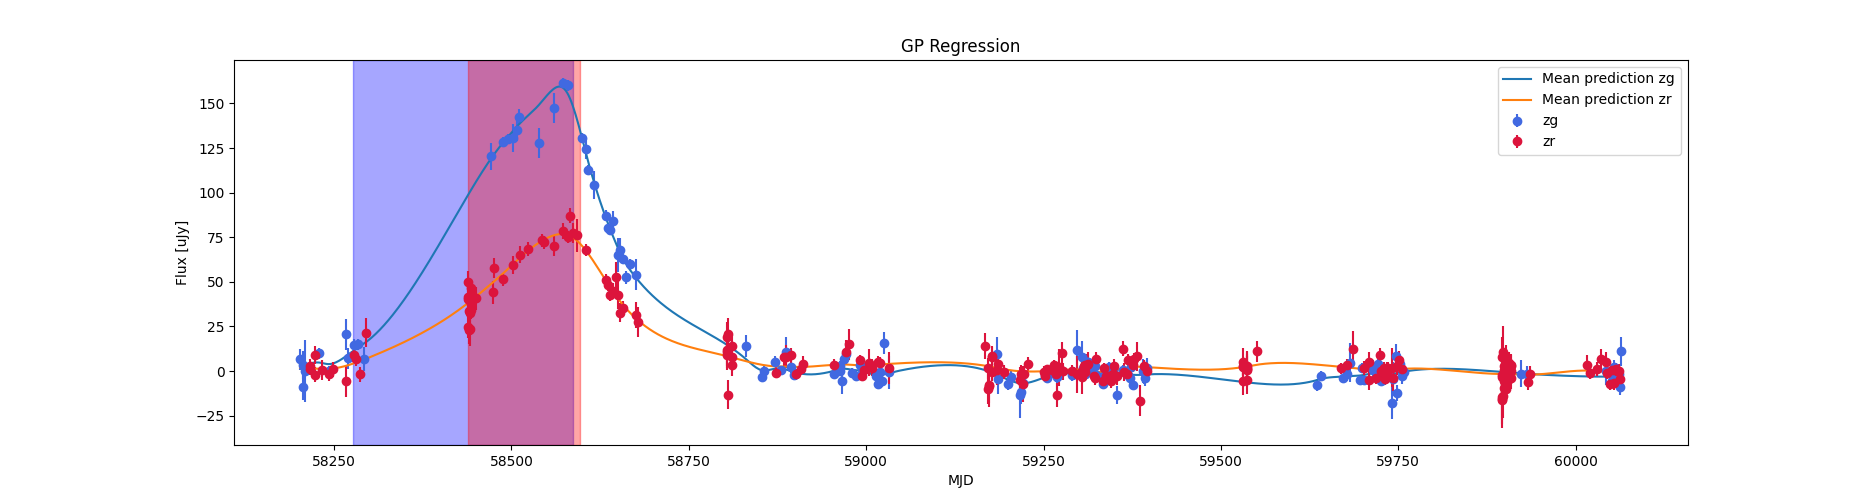 GP Regression
Flux [uJy]
150
125
100
75
50
25
0
−25
58250 58500 58750 59000 59250 59500 59750 60000
MJD
Mean prediction zg
Mean prediction zr
zg
zr